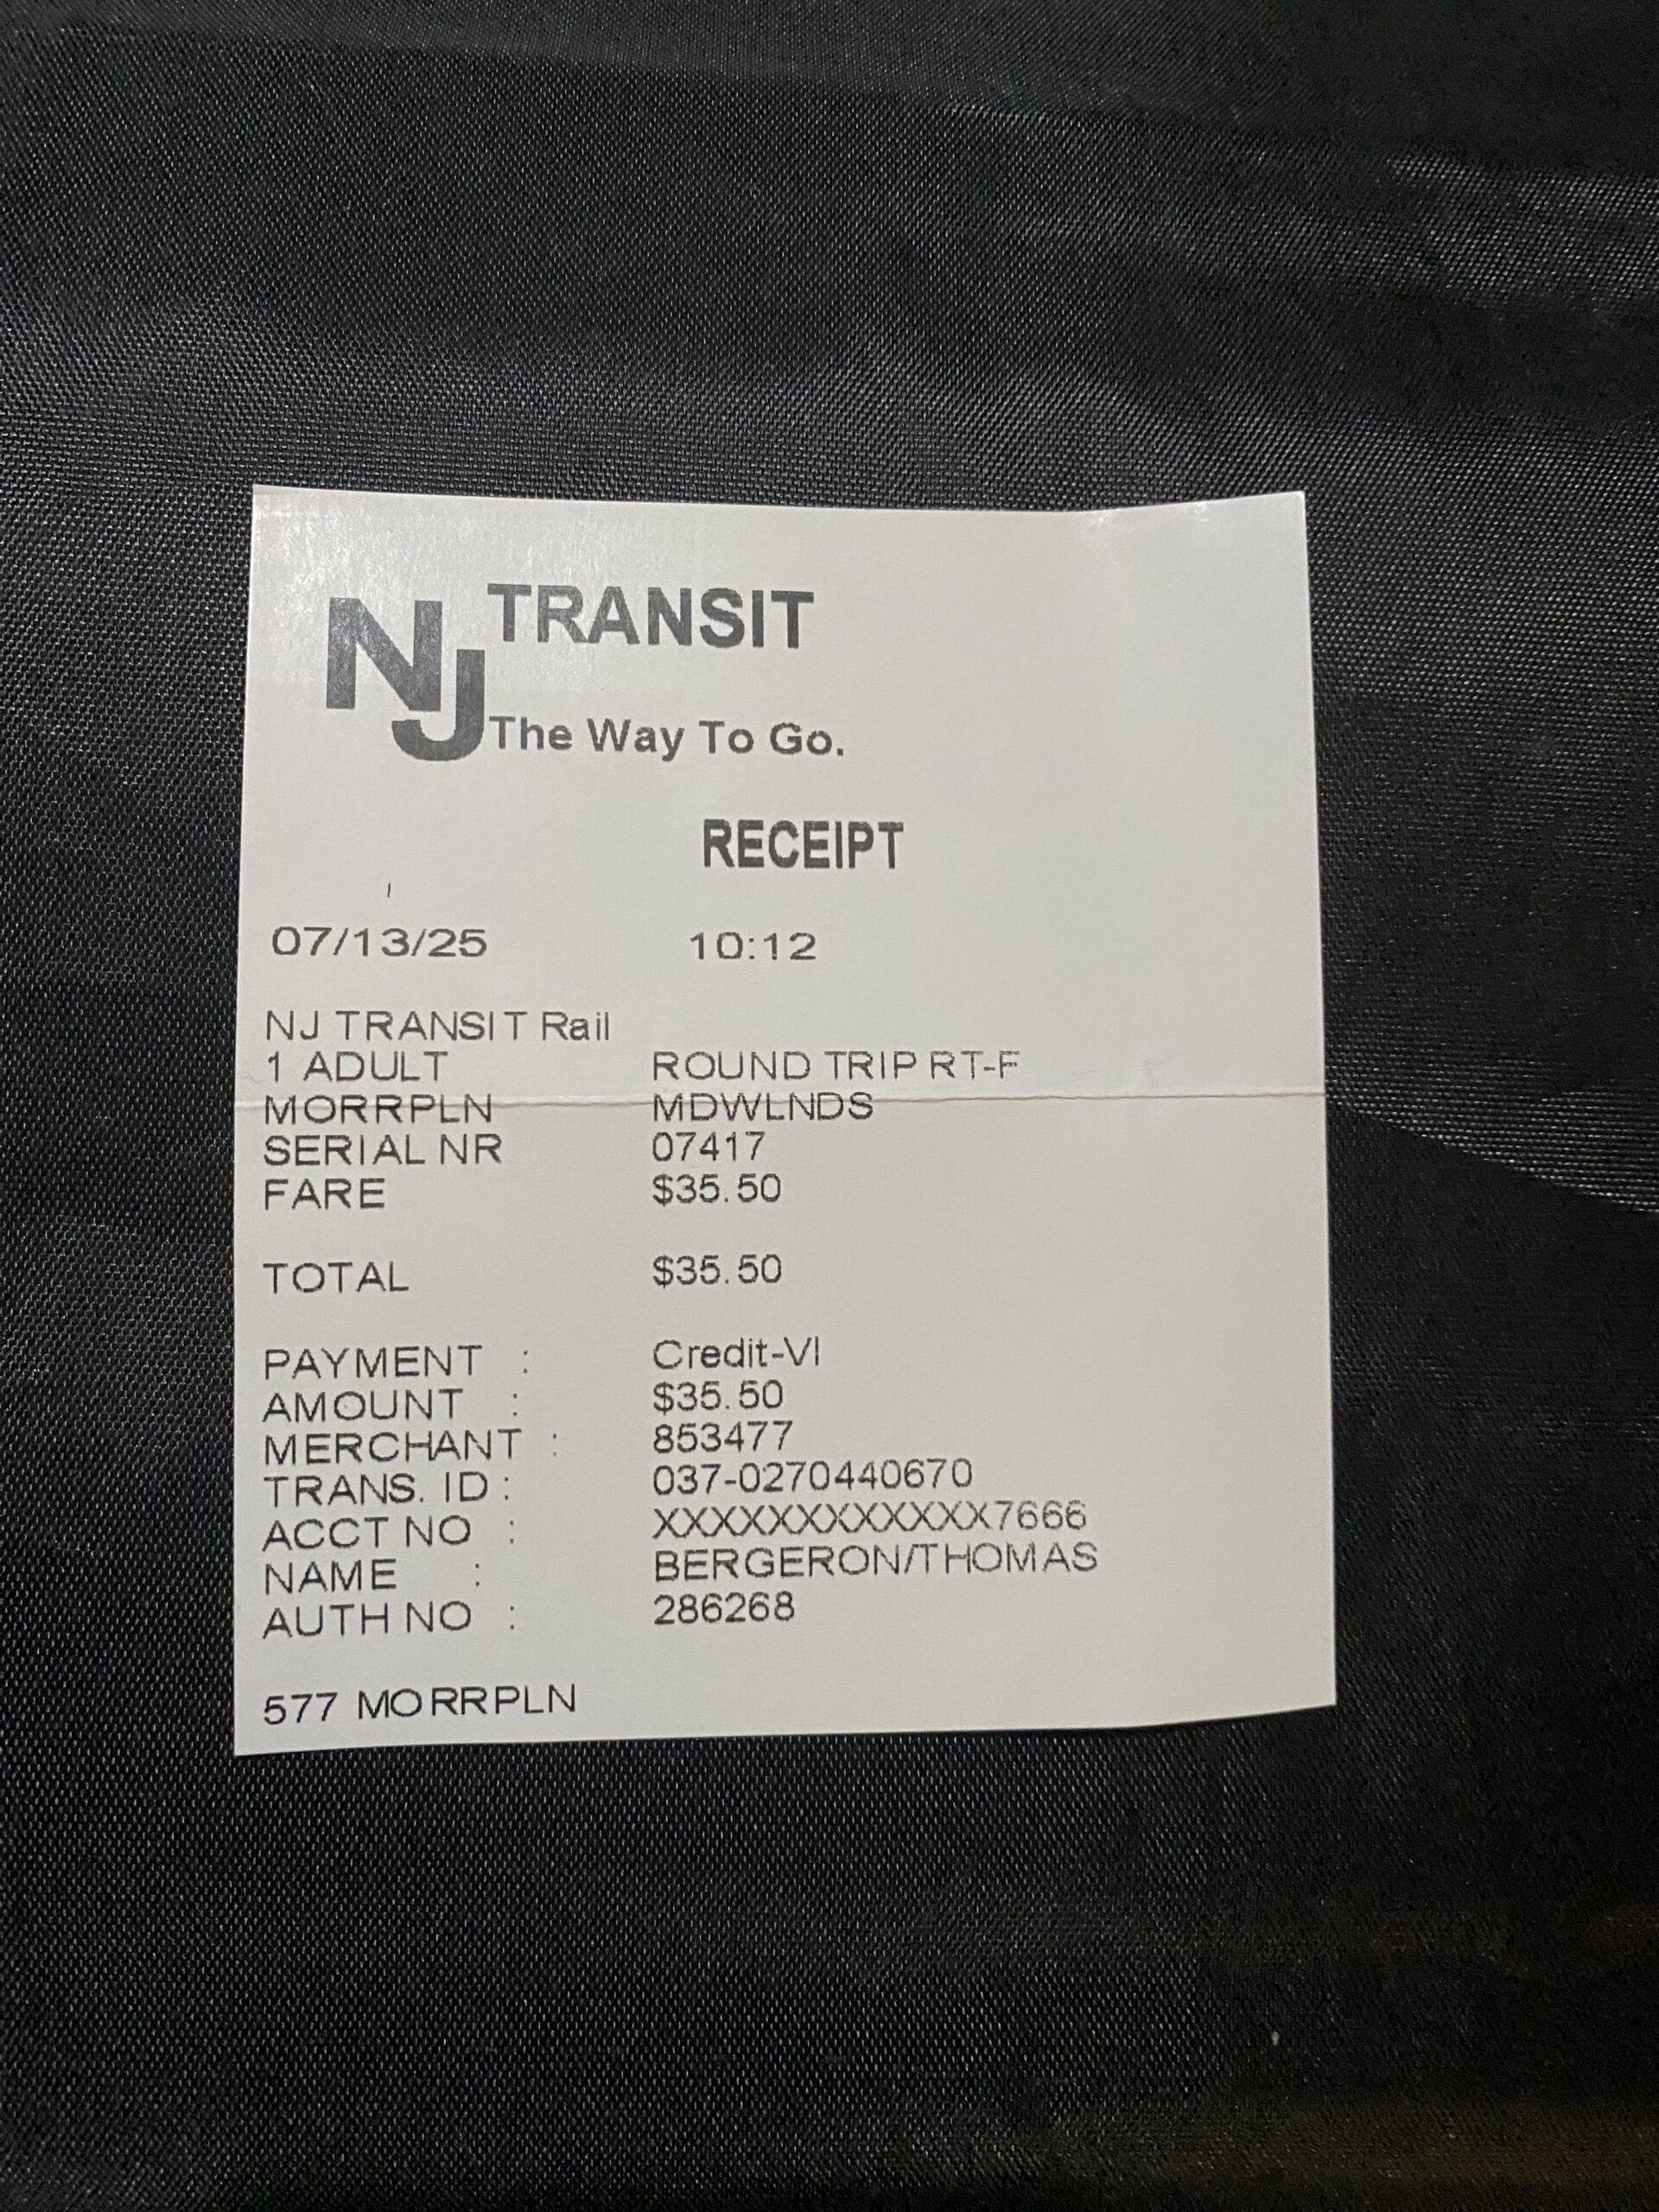 NJ TRANSIT
The Way To Go.
RECEIPT
07/13/25 10:12
NJ TRANSIT Rail
1 ADULT ROUND TRIP RT-F
MORRPLN MDWLNDS
SERIAL NR 07417
FARE $35.50
TOTAL $35.50
PAYMENT : Credit-VI
AMOUNT : $35.50
MERCHANT : 853477
TRANS. ID : 037-0270440670
ACCT NO : XXXXXXXXXXXX7666
NAME : BERGERON/THOMAS
AUTH NO : 286268
577 MORRPLN